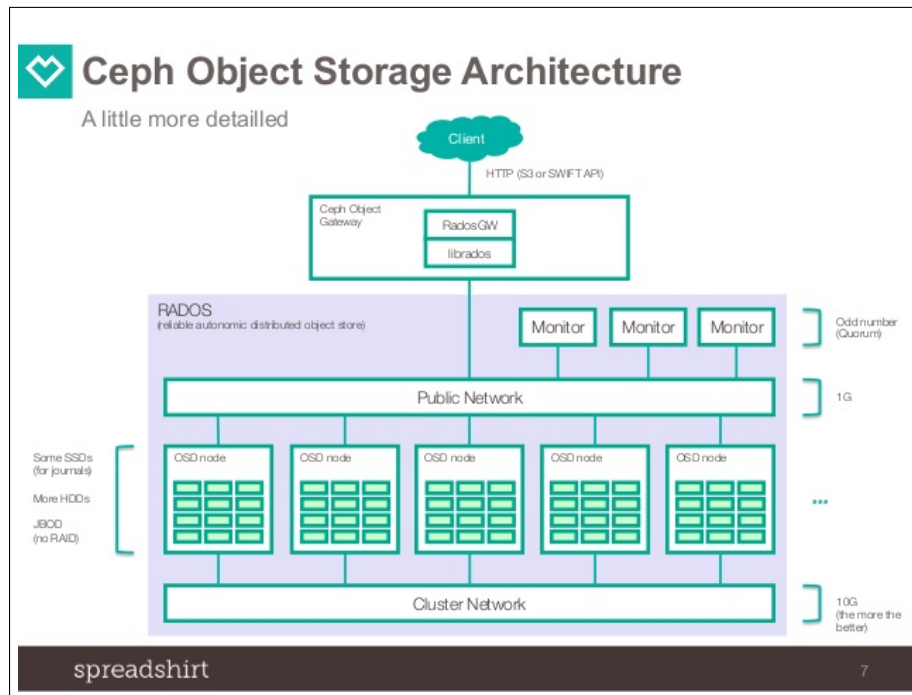 Ceph Object Storage Architecture
A little more detailled
Client
HTTP (S3 or SWIFT API)
Ceph Object
Gateway
RadosGW
librados
RADOS
(reliable autonomic distributed object store)
Monitor
Monitor
Monitor
Odd number
(Quorum)
Public Network
1G
Some SSDs
(for journals)
More HDDs
JBOD
(no RAID)
OSD node
OSD node
OSD node
OSD node
OSD node
...
Cluster Network
10G
(the more the
better)
spreadshirt
7